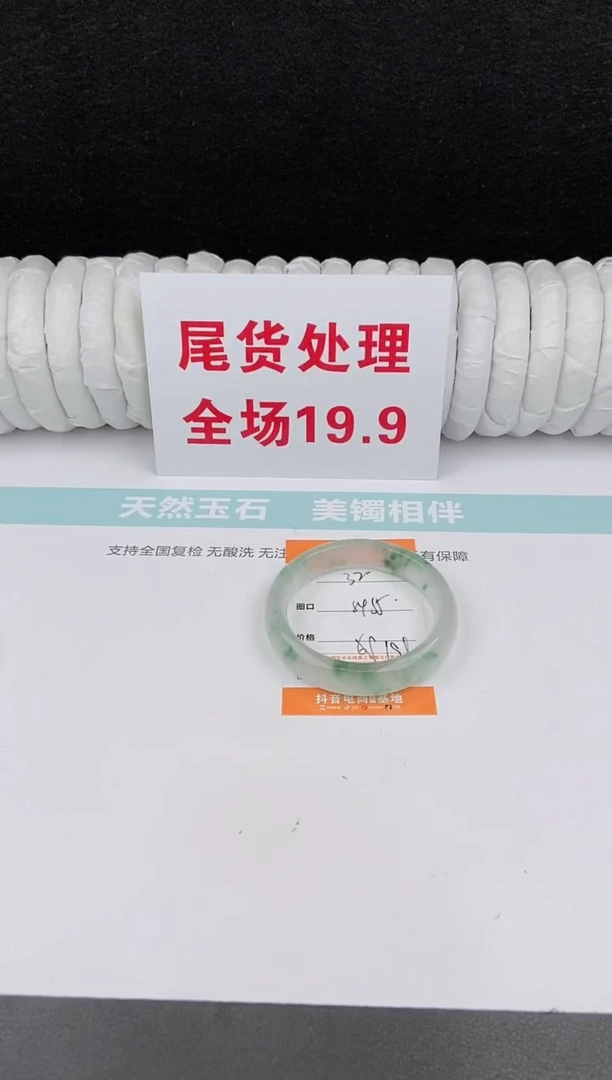 尾货处理
全场19.9
天然玉石 美镯相伴
支持全国复检 无酸洗 无注
有保障
圈口
价格
抖音电商 基地